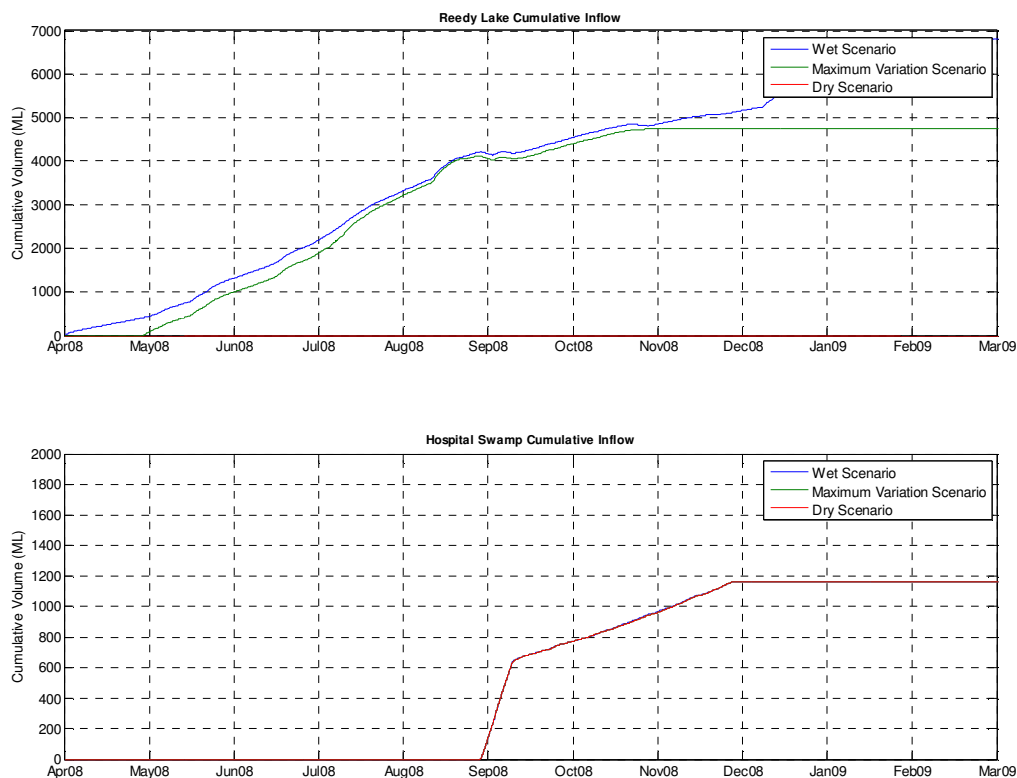 Reedy Lake Cumulative Inflow
7000
6000
5000
4000
3000
2000
1000
0
Cumulative Volume (ML)
Wet Scenario
Maximum Variation Scenario
Dry Scenario
Apr08 May08 Jun08 Jul08 Aug08 Sep08 Oct08 Nov08 Dec08 Jan09 Feb09 Mar09
Hospital Swamp Cumulative Inflow
2000
1800
1600
1400
1200
1000
800
600
400
200
0
Cumulative Volume (ML)
Wet Scenario
Maximum Variation Scenario
Dry Scenario
Apr08 May08 Jun08 Jul08 Aug08 Sep08 Oct08 Nov08 Dec08 Jan09 Feb09 Mar09